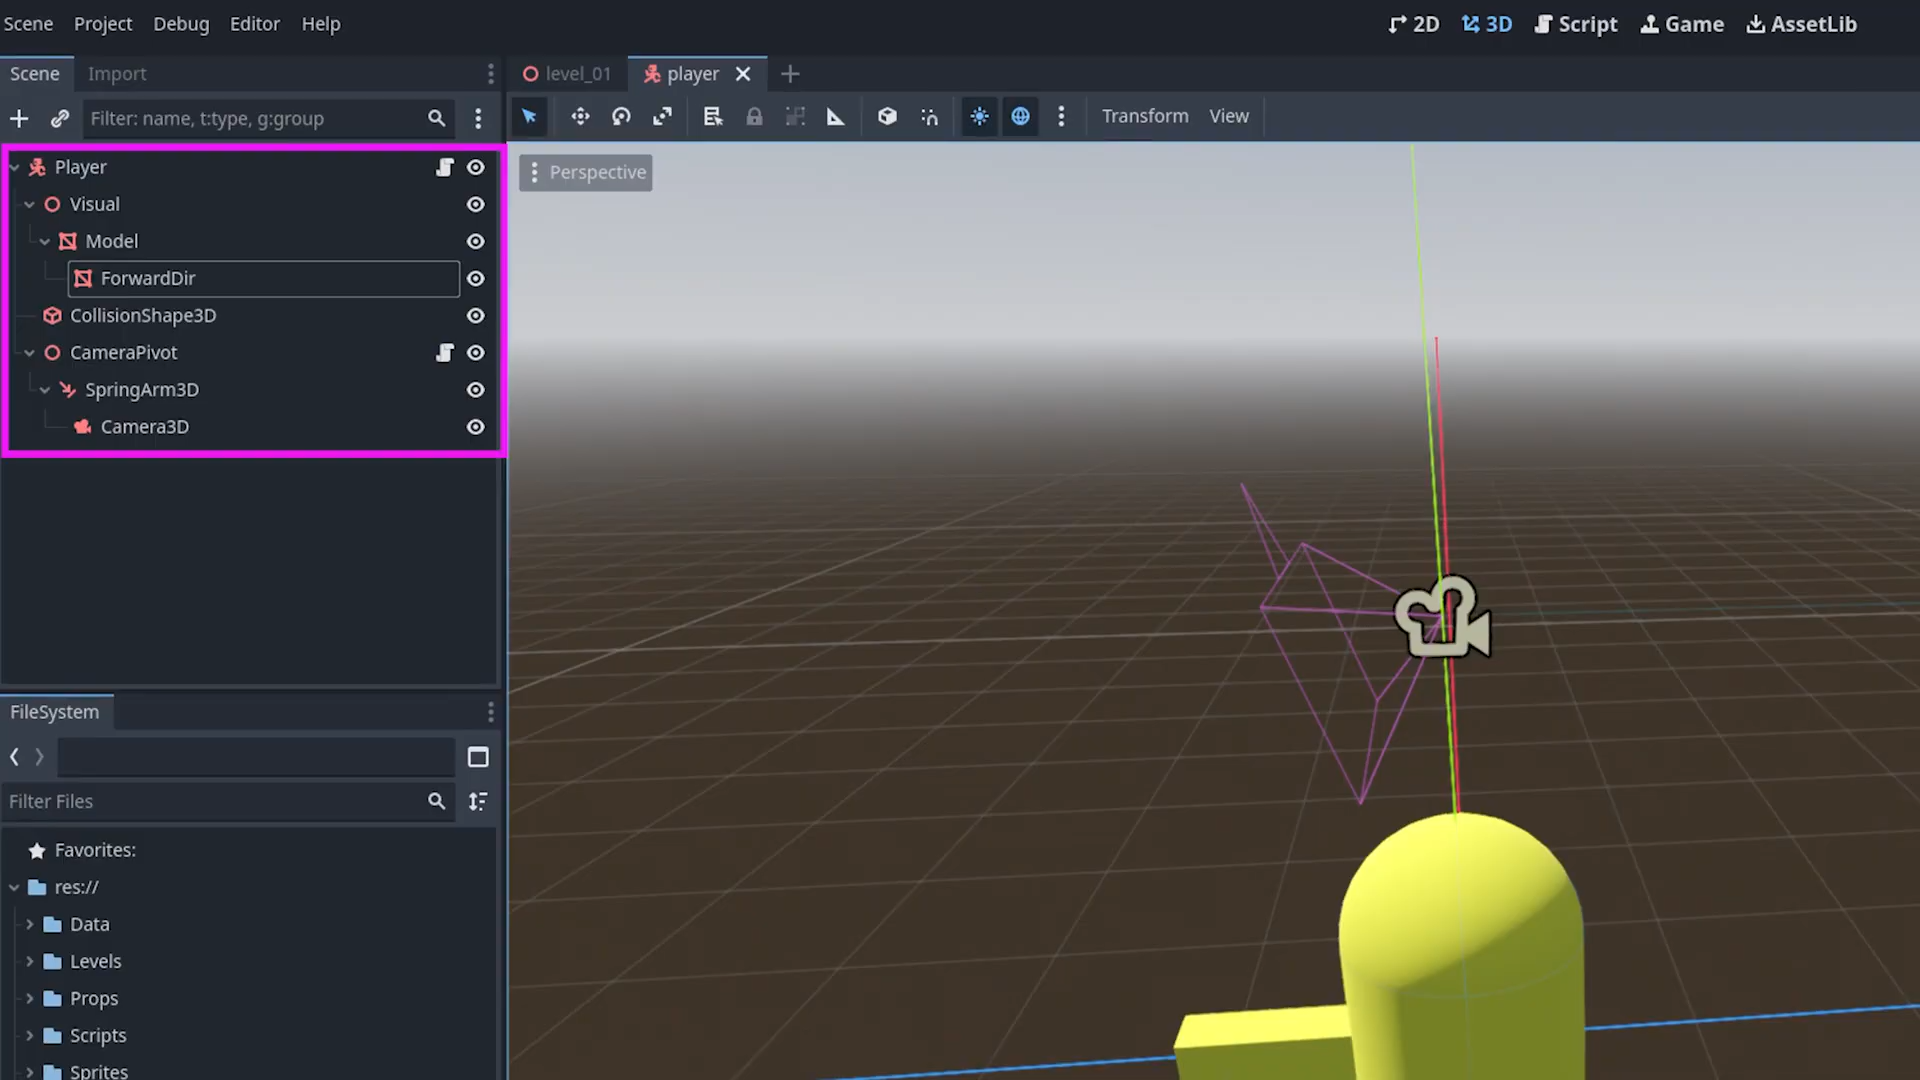 Scene Project Debug Editor Help
2D 3D Script Game AssetLib
Scene Import
level_01 player
Filter: name, t:type, g:group
Transform View
Perspective
Player
Visual
Model
ForwardDir
CollisionShape3D
CameraPivot
SpringArm3D
Camera3D
FileSystem
Filter Files
Favorites:
res://
Data
Levels
Props
Scripts
Sprites